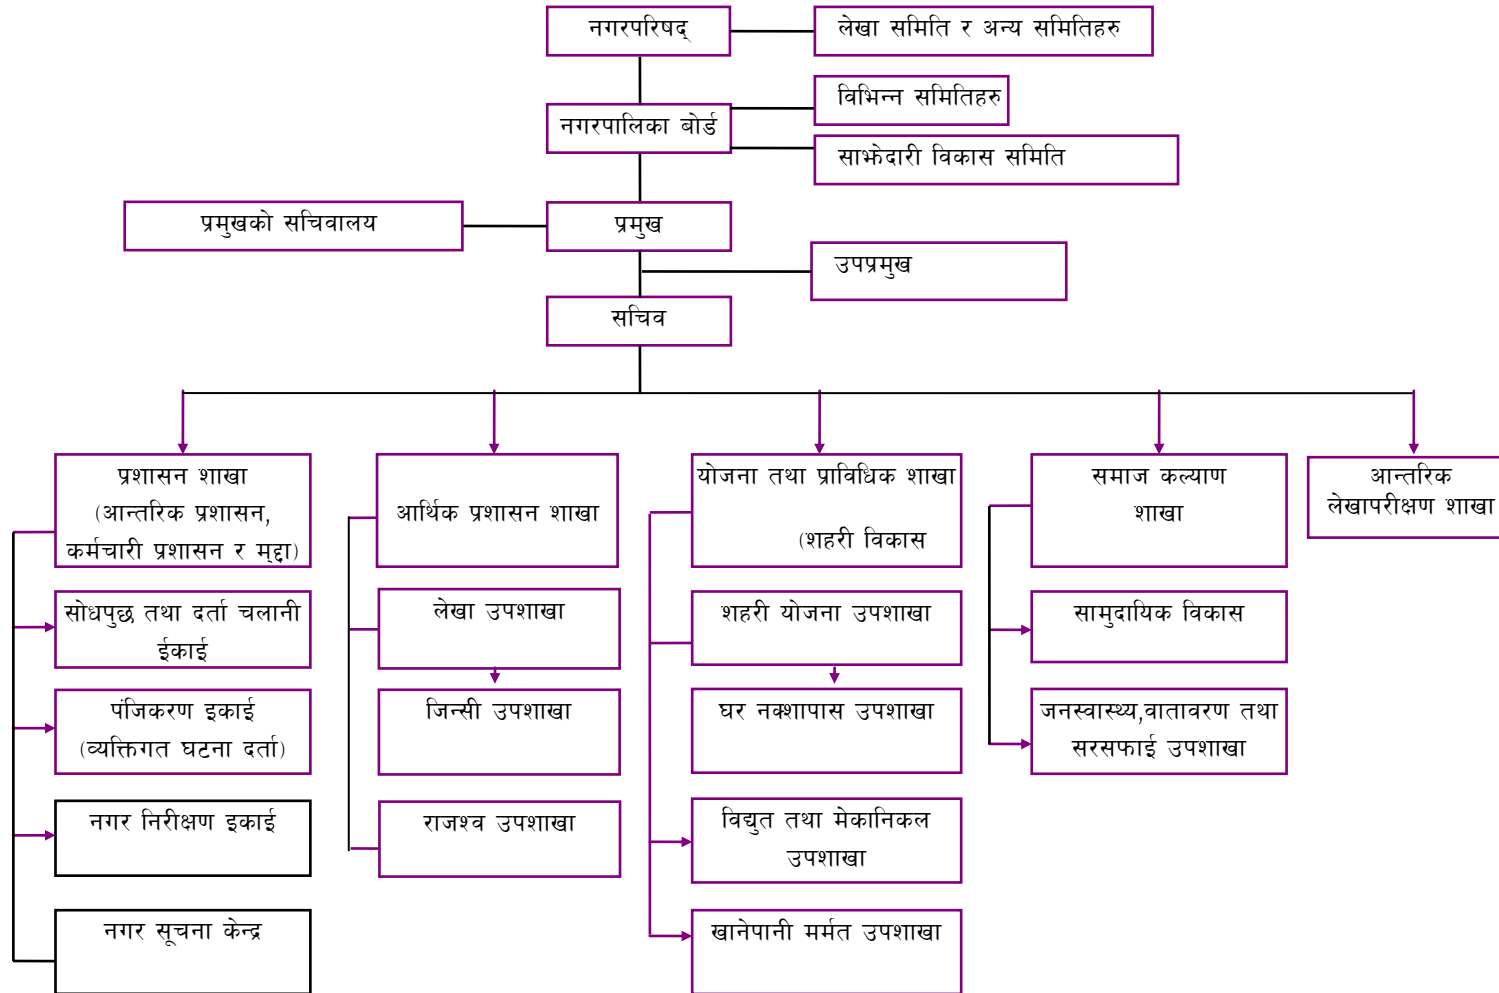 नगरपरिषद्
लेखा समिति र अन्य समितिहरु
विभिन्न समितिहरु
नगरपालिका बोर्ड
साझेदारी विकास समिति
प्रमुखको सचिवालय
प्रमुख
उपप्रमुख
सचिव
प्रशासन शाखा
(आन्तरिक प्रशासन,
कर्मचारी प्रशासन र मुद्दा)
सोधपुछ तथा दर्ता चलानी
ईकाई
पंजिकरण इकाई
(व्यक्तिगत घटना दर्ता)
नगर निरीक्षण इकाई
नगर सूचना केन्द्र
आर्थिक प्रशासन शाखा
लेखा उपशाखा
जिन्सी उपशाखा
राजश्व उपशाखा
योजना तथा प्राविधिक शाखा
(शहरी विकास
शहरी योजना उपशाखा
घर नक्शापास उपशाखा
विद्युत तथा मेकानिकल
उपशाखा
खानेपानी मर्मत उपशाखा
समाज कल्याण
शाखा
सामुदायिक विकास
जनस्वास्थ्य,वातावरण तथा
सरसफाई उपशाखा
आन्तरिक
लेखापरीक्षण शाखा